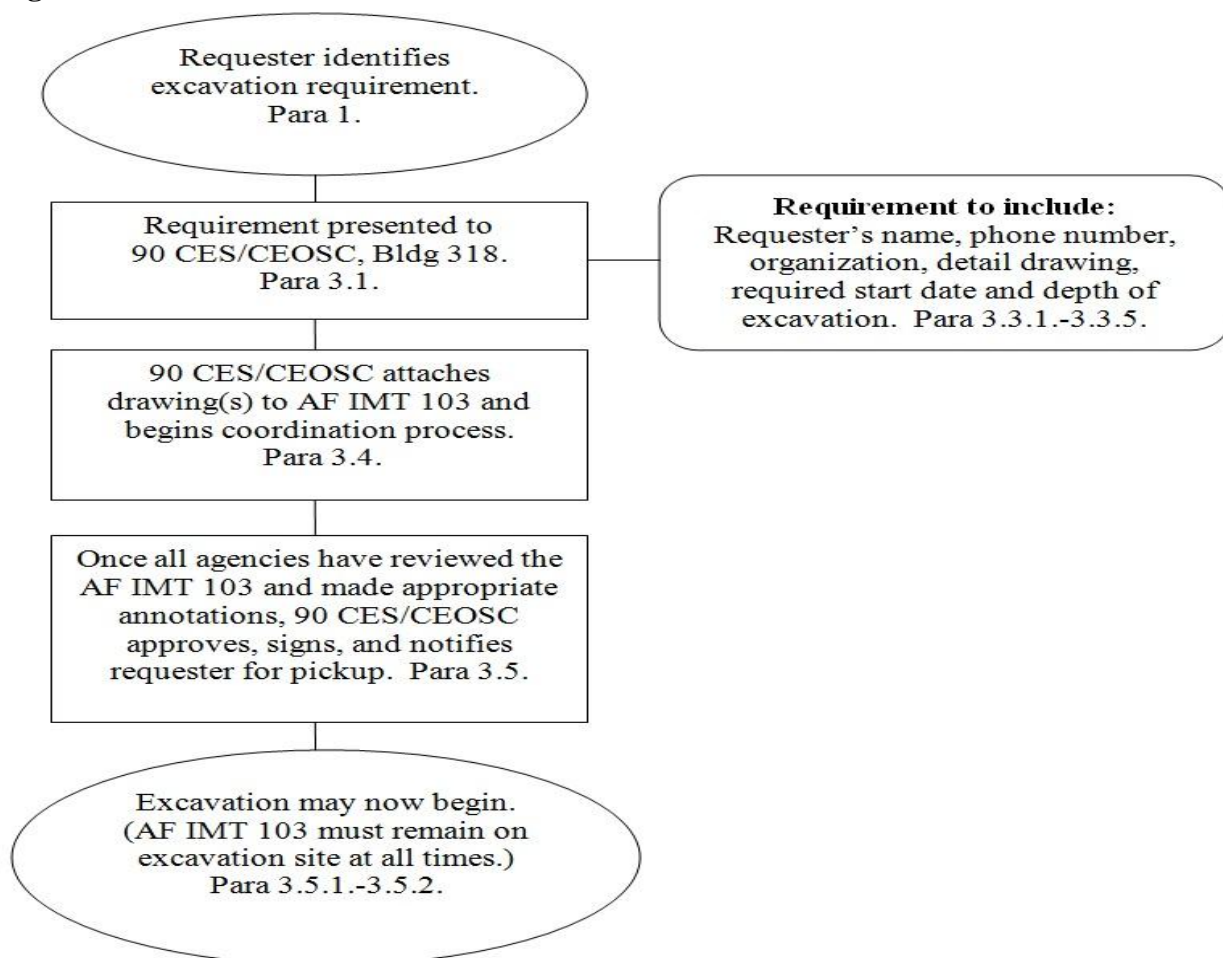 Requester identifies
excavation requirement.
Para 1.
Requirement presented to
90 CES/CEOSC, Bldg 318.
Para 3.1.
Requirement to include:
Requester's name, phone number,
organization, detail drawing,
required start date and depth of
excavation.  Para 3.3.1.-3.3.5.
90 CES/CEOSC attaches
drawing(s) to AF IMT 103 and
begins coordination process.
Para 3.4.
Once all agencies have reviewed the
AF IMT 103 and made appropriate
annotations, 90 CES/CEOSC
approves, signs, and notifies
requester for pickup.  Para 3.5.
Excavation may now begin.
(AF IMT 103 must remain on
excavation site at all times.)
Para 3.5.1.-3.5.2.